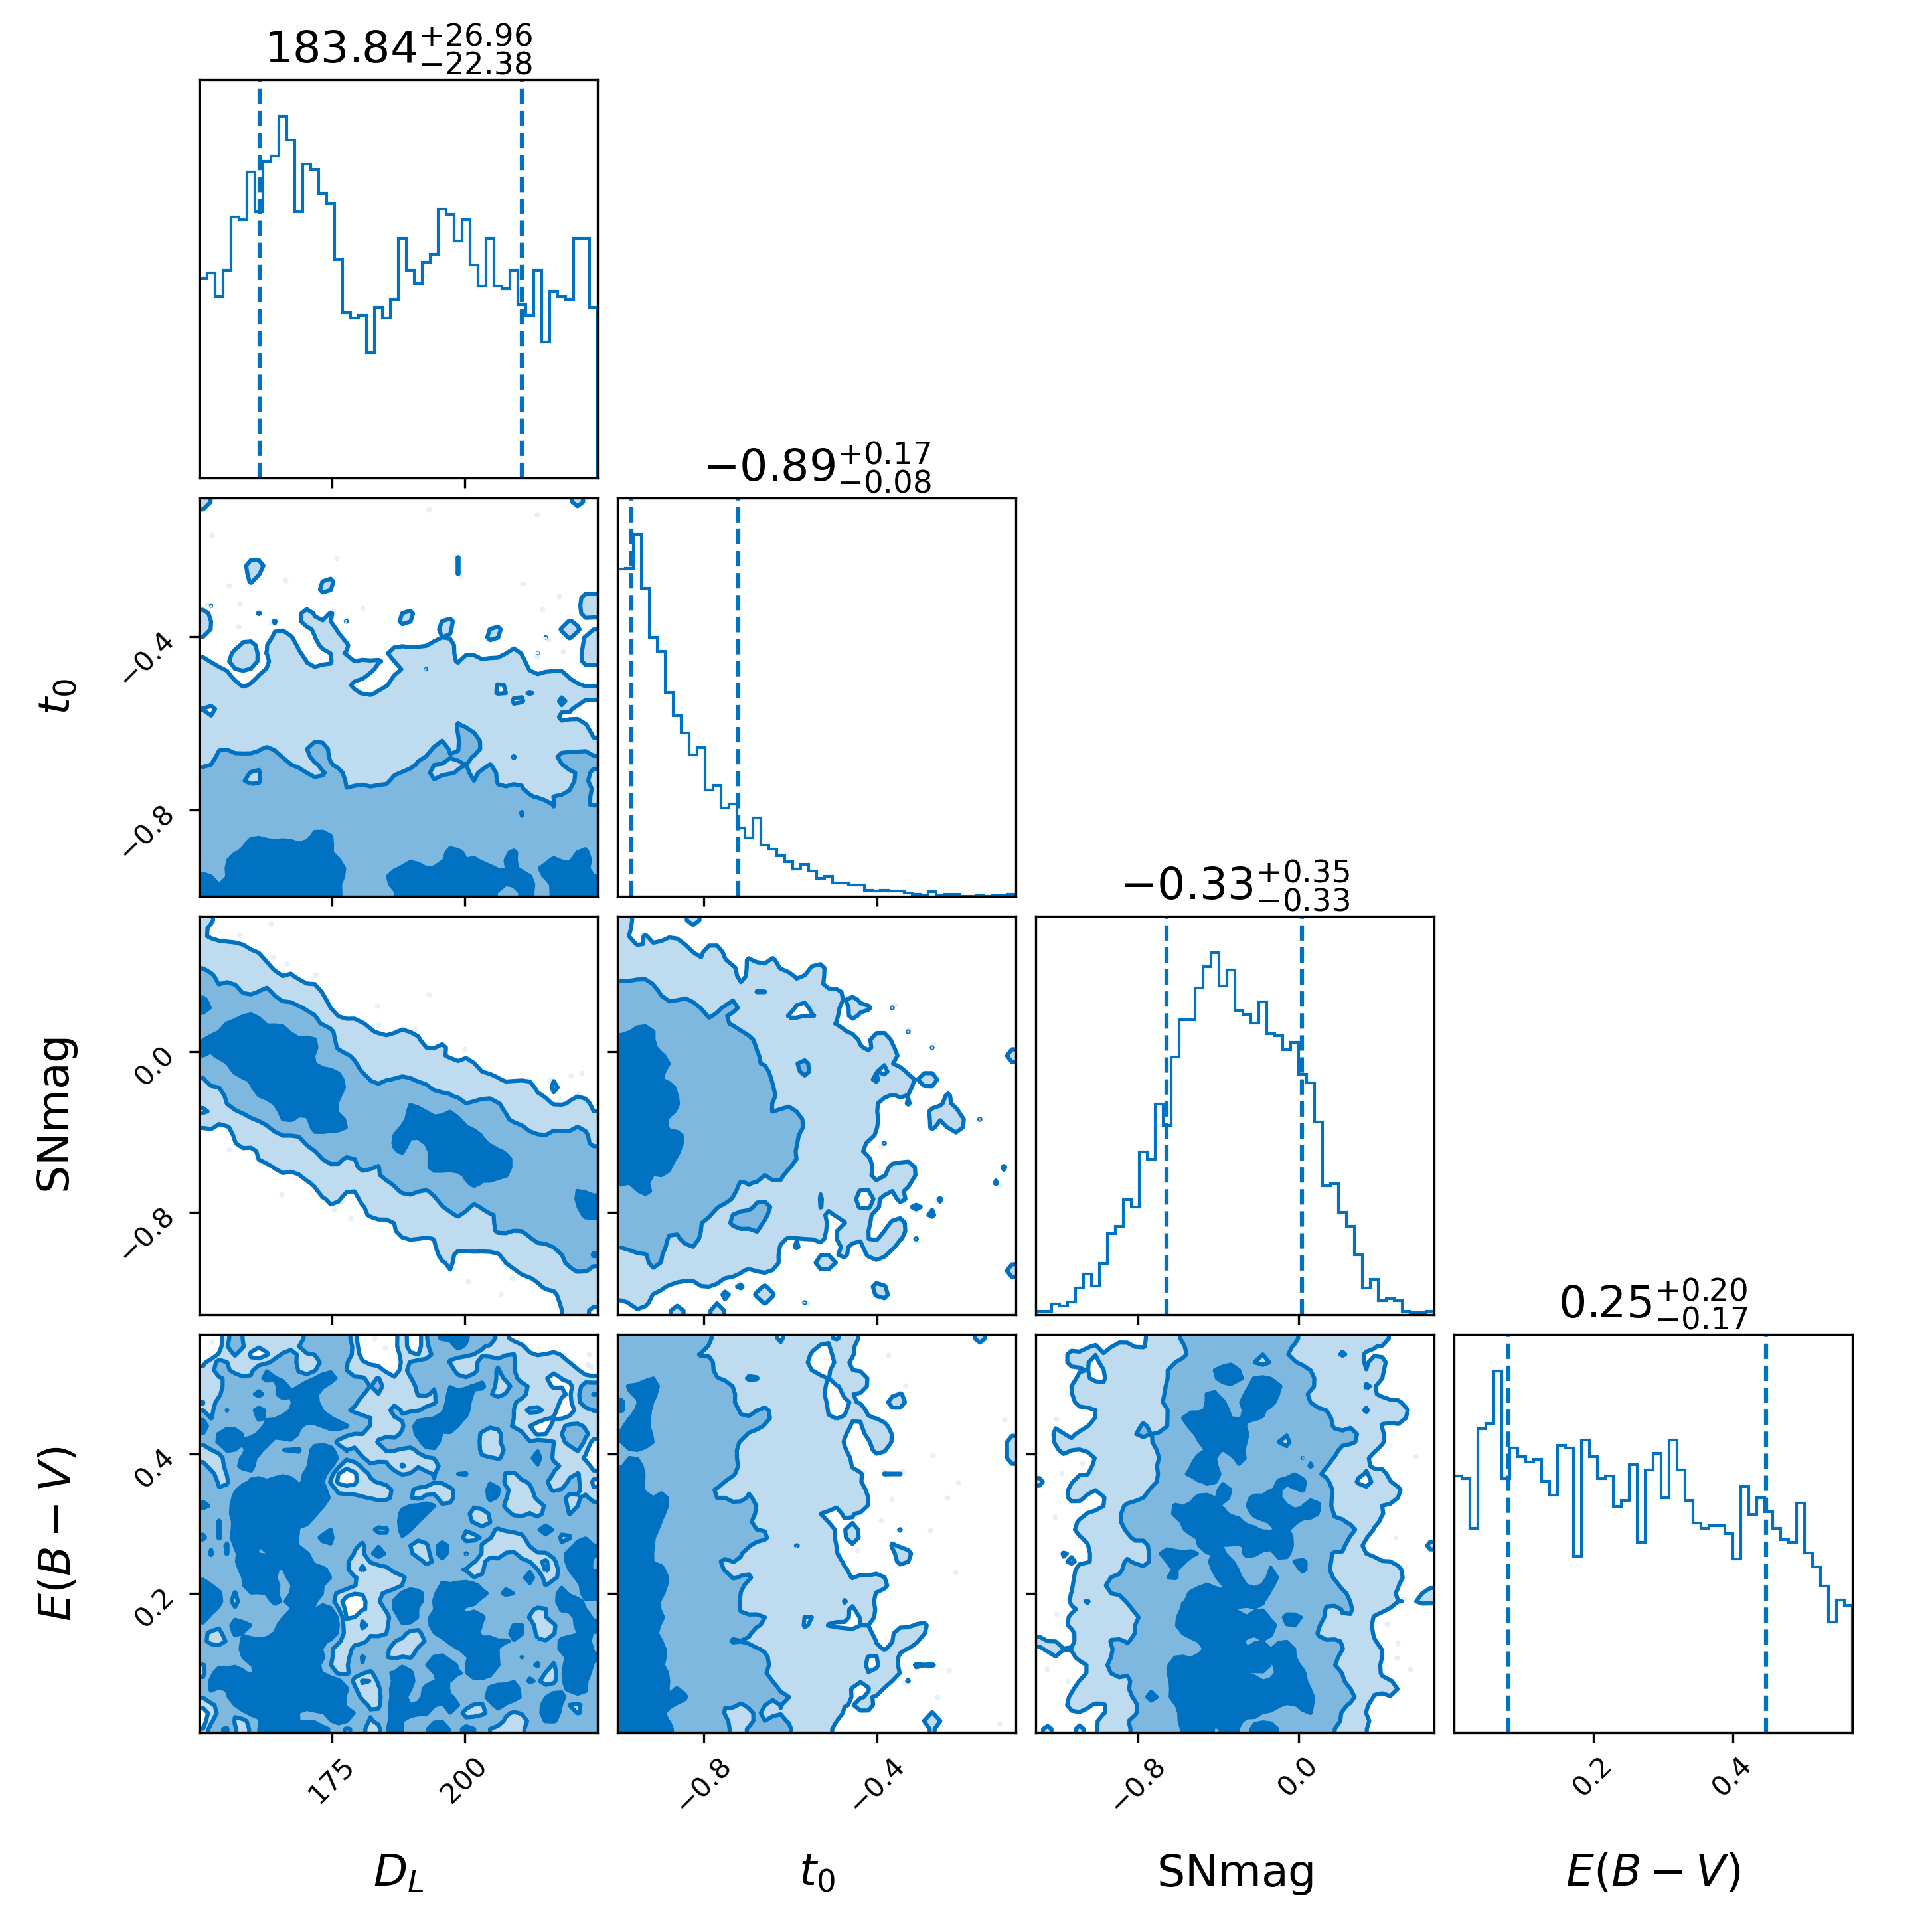 183.84^{+26.96}_{−22.38}
−0.89^{+0.17}_{−0.08}
t_0
−0.4
−0.8
−0.33^{+0.35}_{−0.33}
SNmag
0.0
−0.8
0.25^{+0.20}_{−0.17}
E(B − V)
0.4
0.2
175 200 −0.8 −0.4 −0.8 0.0 0.2 0.4
D_L t_0 SNmag E(B − V)